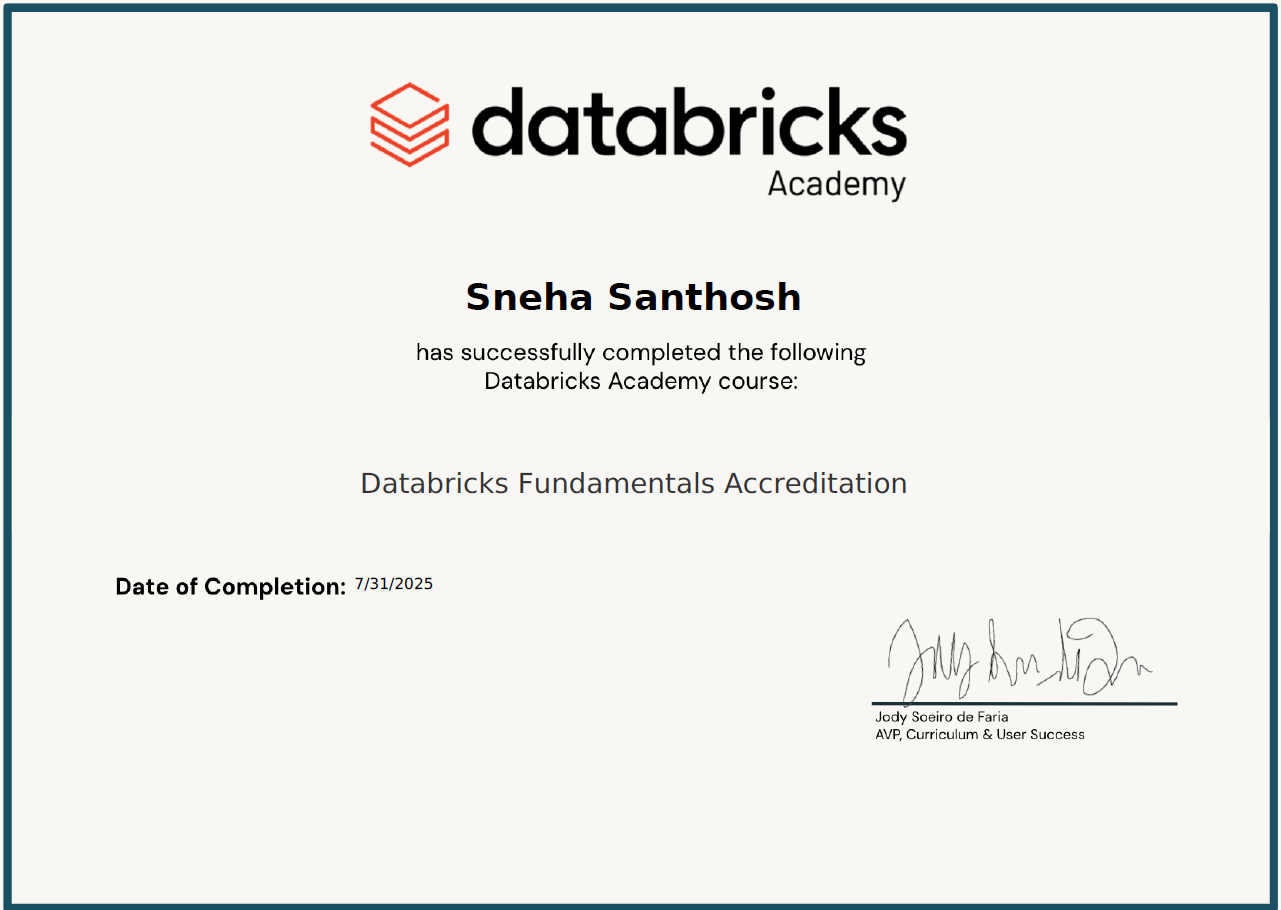 databricks
Academy
Sneha Santhosh
has successfully completed the following
Databricks Academy course:
Databricks Fundamentals Accreditation
Date of Completion: 7/31/2025
Jody Soeiro de Faria
AVP, Curriculum & User Success